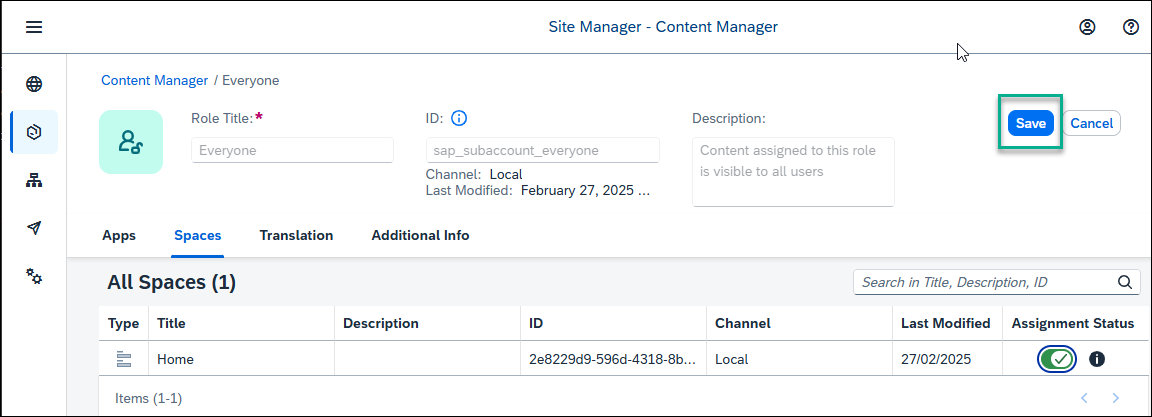 Site Manager - Content Manager
Content Manager / Everyone
Role Title:*
Everyone
ID:
sap_subaccount_everyone
Channel: Local
Last Modified: February 27, 2025 ...
Description:
Content assigned to this role
is visible to all users
Save
Cancel
Apps Spaces Translation Additional Info
All Spaces (1)
Search in Title, Description, ID
Type Title Description ID Channel Last Modified Assignment Status
Home 2e8229d9-596d-4318-8b... Local 27/02/2025
Items (1-1)